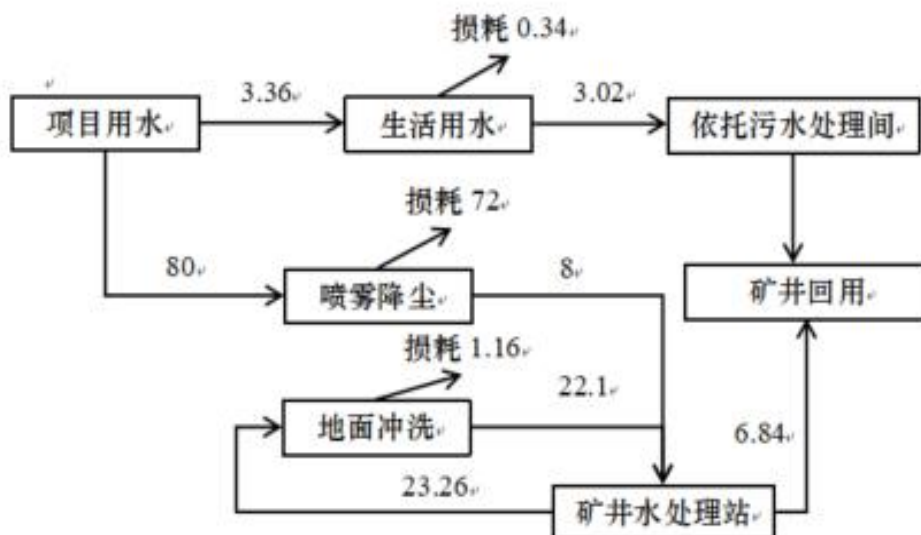 损耗 0.34
3.36
3.02
项目用水
生活用水
依托污水处理间
损耗 72
80
8
喷雾降尘
矿井回用
损耗 1.16
22.1
地面冲洗
6.84
23.26
矿井水处理站